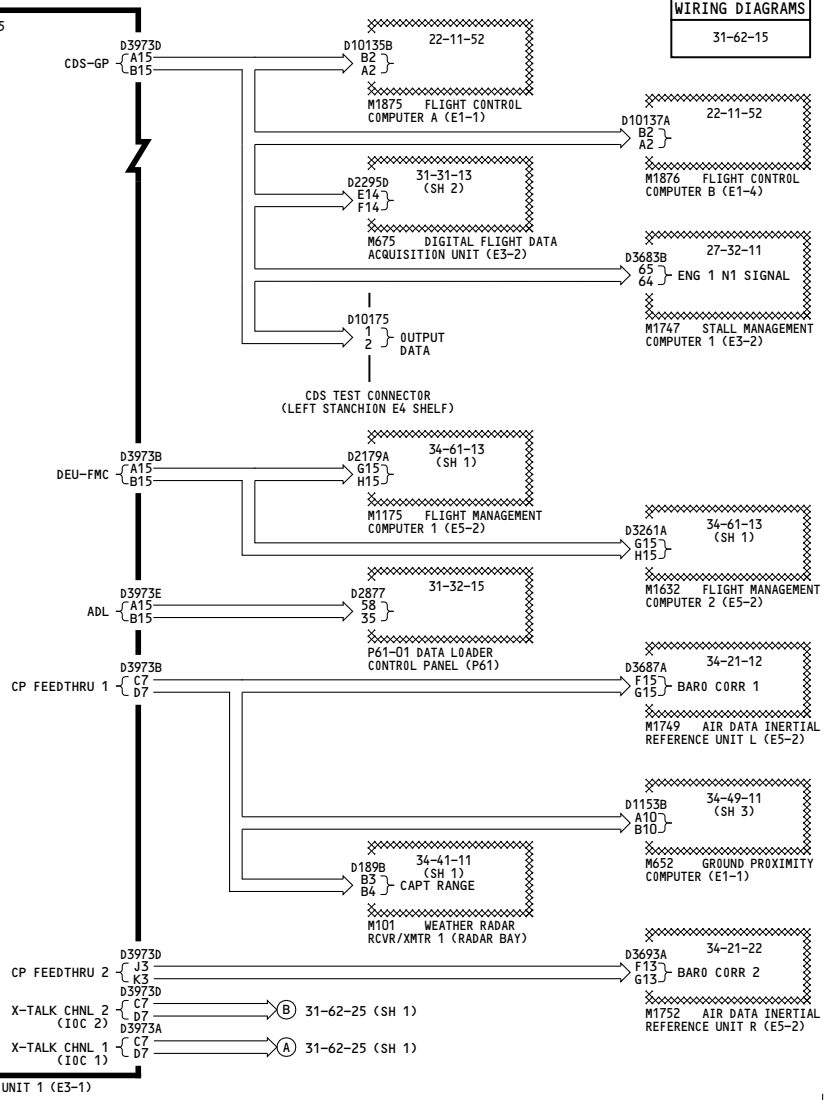 WIRING DIAGRAMS
31-62-15
5
D3973D
CDS-GP A15
B15
D10135B
B2
A2
22-11-52
M1875 FLIGHT CONTROL
COMPUTER A (E1-1)
D10137A
B2
A2
22-11-52
M1876 FLIGHT CONTROL
COMPUTER B (E1-4)
D2295D
E14
F14
31-31-13
(SH 2)
M675 DIGITAL FLIGHT DATA
ACQUISITION UNIT (E3-2)
D3683B
65
64
27-32-11
ENG 1 N1 SIGNAL
M1747 STALL MANAGEMENT
COMPUTER 1 (E3-2)
D10175
1
2
OUTPUT
DATA
CDS TEST CONNECTOR
(LEFT STANCHION E4 SHELF)
D3973B
DEU-FMC A15
B15
D2179A
G15
H15
34-61-13
(SH 1)
M1175 FLIGHT MANAGEMENT
COMPUTER 1 (E5-2)
D3261A
G15
H15
34-61-13
(SH 1)
M1632 FLIGHT MANAGEMENT
COMPUTER 2 (E5-2)
D3973E
ADL A15
B15
D2877
58
35
31-32-15
P61-01 DATA LOADER
CONTROL PANEL (P61)
D3973B
CP FEEDTHRU 1 C7
D7
D3687A
F15
G15
34-21-12
BARO CORR 1
M1749 AIR DATA INERTIAL
REFERENCE UNIT L (E5-2)
D1153B
A10
B10
34-49-11
(SH 3)
M652 GROUND PROXIMITY
COMPUTER (E1-1)
D189B
B3
B4
34-41-11
(SH 1)
CAPT RANGE
M101 WEATHER RADAR
RCVR/XMTR 1 (RADAR BAY)
D3973D
CP FEEDTHRU 2 J3
K3
D3693A
F13
G13
34-21-22
BARO CORR 2
M1752 AIR DATA INERTIAL
REFERENCE UNIT R (E5-2)
D3973D
X-TALK CHNL 2 C7
(IOC 2) D7
B 31-62-25 (SH 1)
D3973A
X-TALK CHNL 1 C7
(IOC 1) D7
A 31-62-25 (SH 1)
UNIT 1 (E3-1)